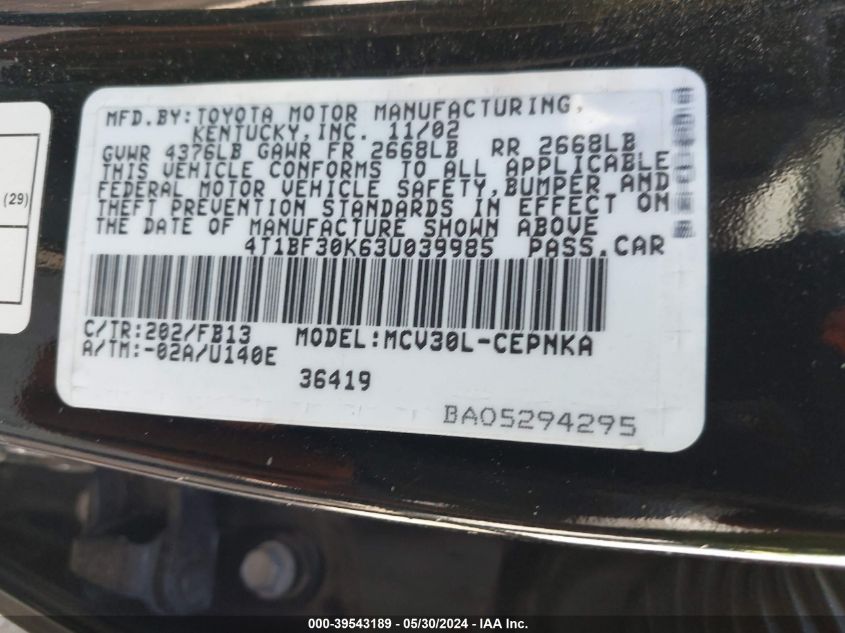 MFD.BY:TOYOTA MOTOR MANUFACTURING,
KENTUCKY,INC. 11/02
GVWR 4376LB GAWR FR 2668LB RR 2668LB
THIS VEHICLE CONFORMS TO ALL APPLICABLE
FEDERAL MOTOR VEHICLE SAFETY,BUMPER AND
THEFT PREVENTION STANDARDS IN EFFECT ON
THE DATE OF MANUFACTURE SHOWN ABOVE
4T1BF30K63U039985 PASS.CAR
C/TR:202/FB13 MODEL:MCV30L-CEPNKA
A/TM:-02A/U140E
36419
BA05294295
(29)
000-39543189 - 05/30/2024 - IAA Inc.